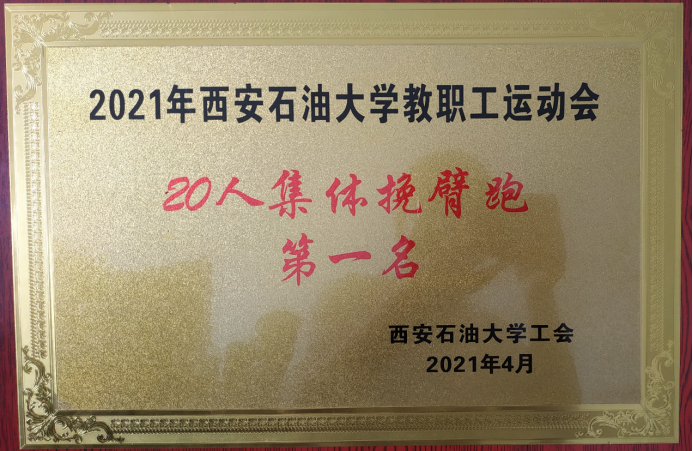 2021年西安石油大学教职工运动会
20人集体挽臂跑
第一名
西安石油大学工会
2021年4月